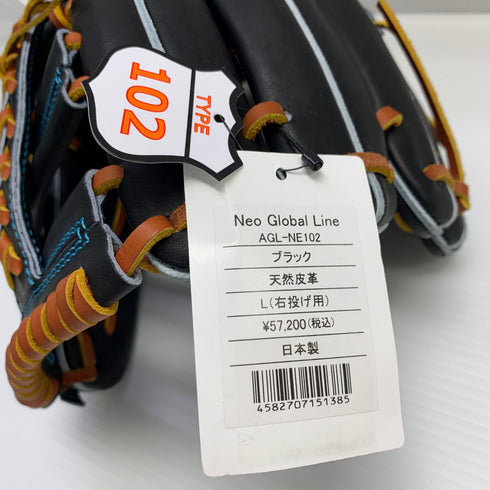 TYPE
102
Neo Global Line
AGL-NE102
ブラック
天然皮革
L(右投げ用)
¥57,200(税込)
日本製
4582707151385